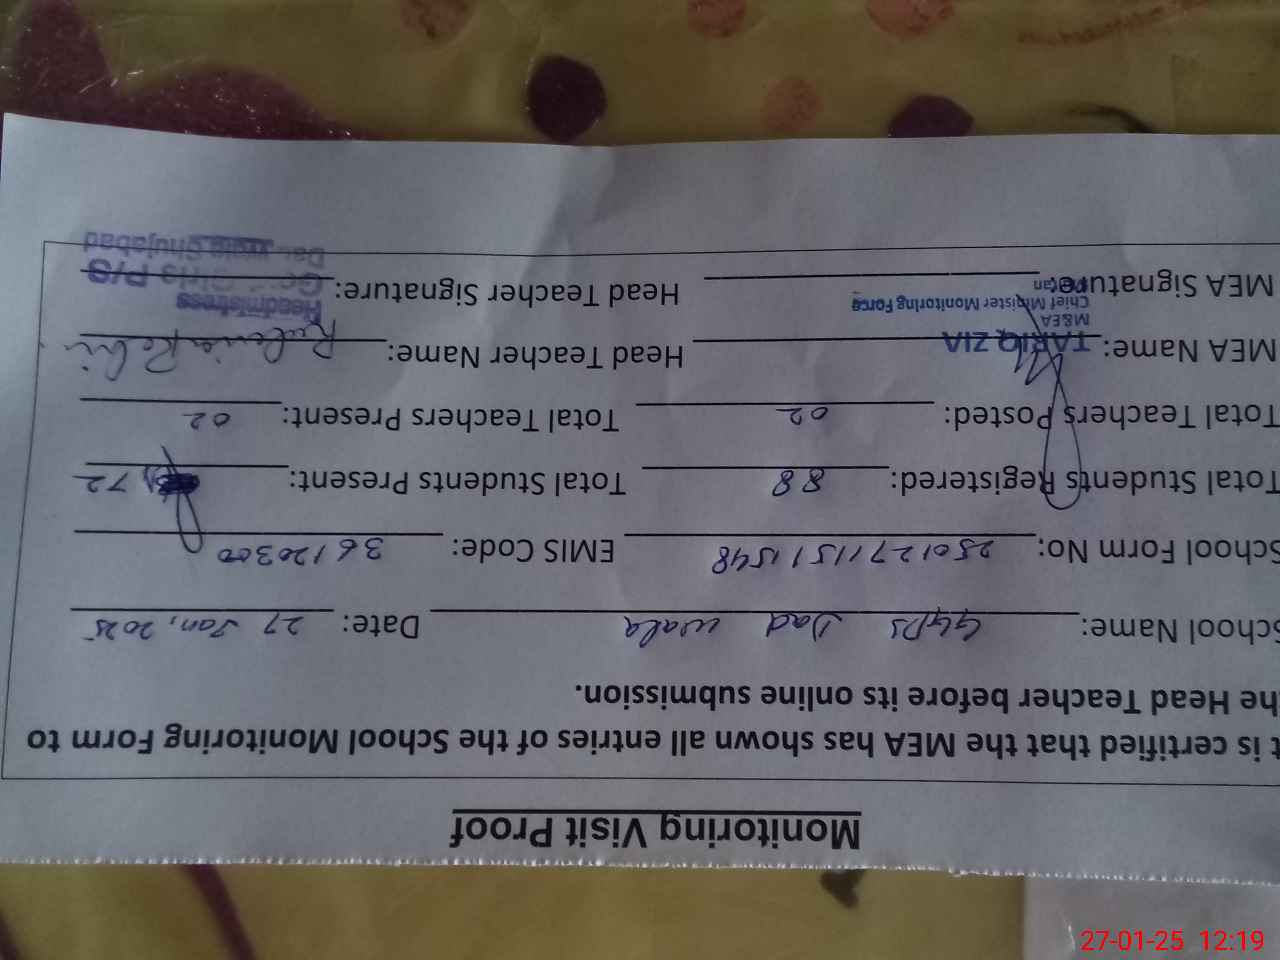 Monitoring Visit Proof
t is certified that the MEA has shown all entries of the School Monitoring Form to
he Head Teacher before its online submission.
School Name: GGPS Dad wala Date: 27 Jan, 2025
School Form No: 25012711511548 EMIS Code: 36120300
Total Students Registered: 88 Total Students Present: 72
Total Teachers Posted: 02 Total Teachers Present: 02
MEA Name: TARIQ ZIA Head Teacher Name:
M&EA
Chief Minister Monitoring Force
MEA Signature: Head Teacher Signature:
Headmistress
Girls P/S
Shujabad
27-01-25 12:19